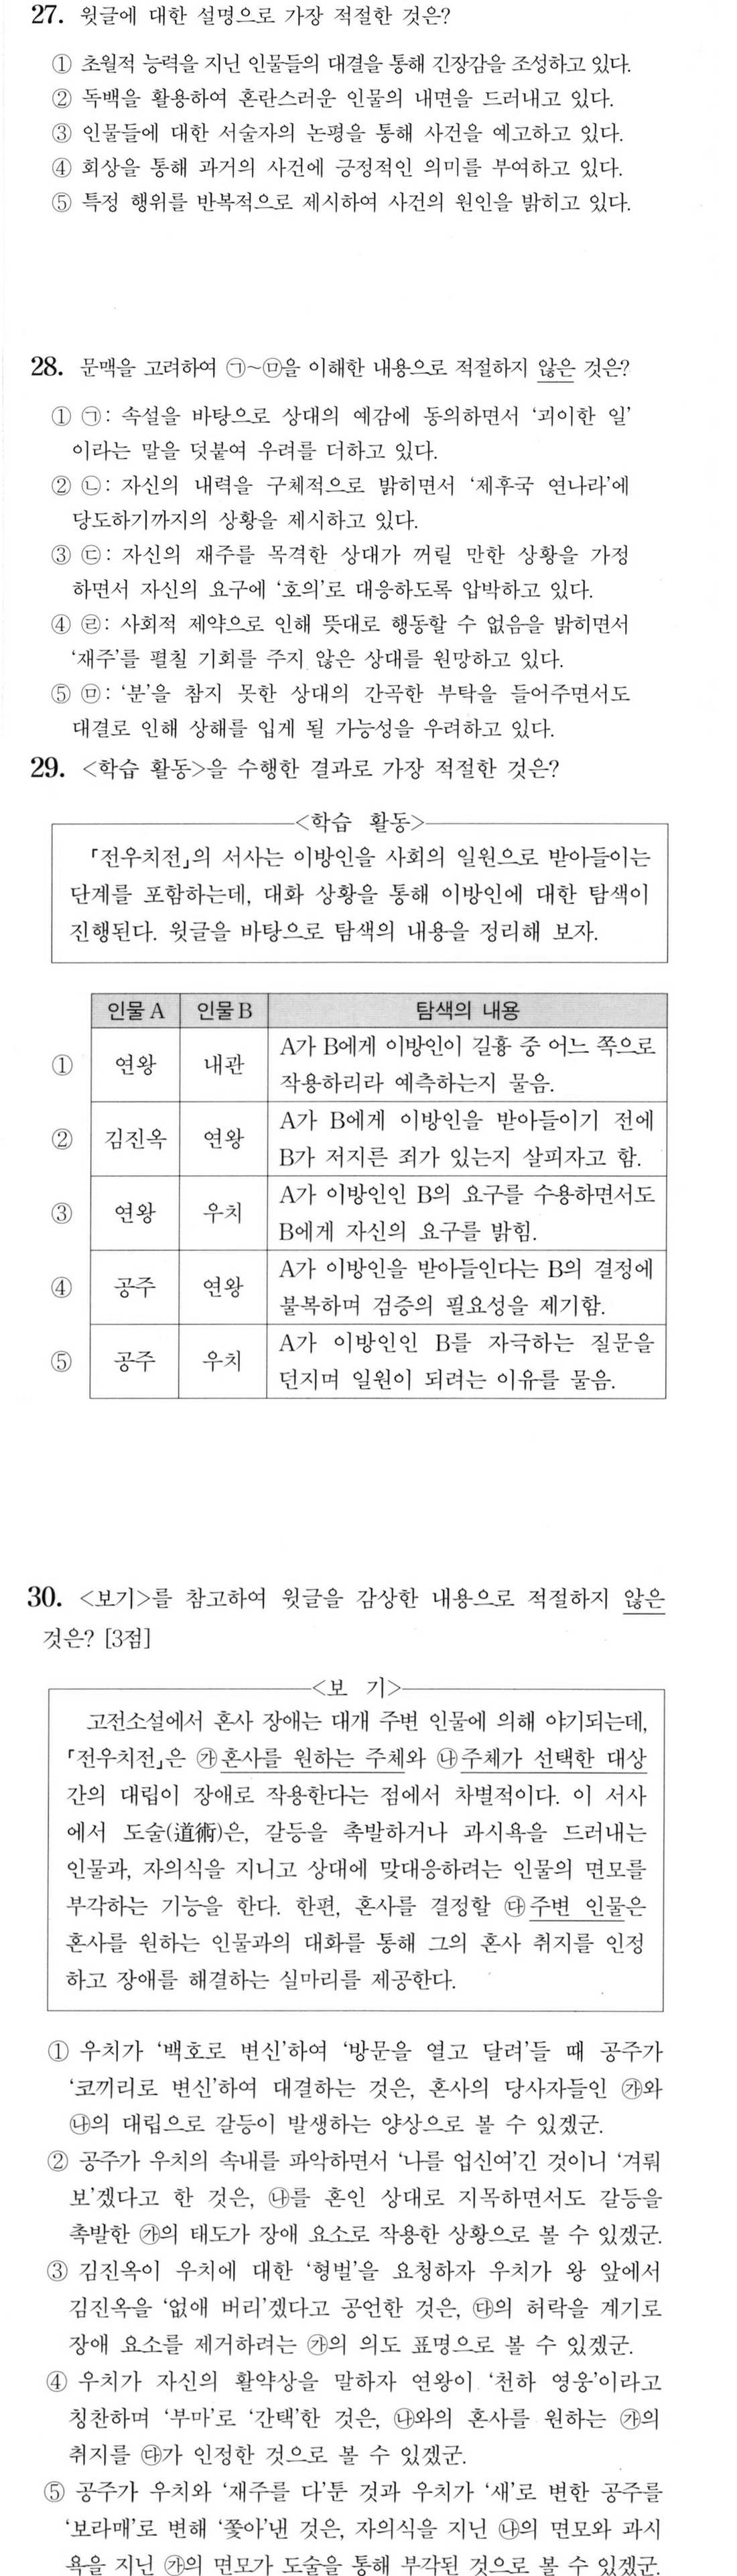 27. 윗글에 대한 설명으로 가장 적절한 것은?
① 초월적 능력을 지닌 인물들의 대결을 통해 긴장감을 조성하고 있다.
② 독백을 활용하여 혼란스러운 인물의 내면을 드러내고 있다.
③ 인물들에 대한 서술자의 논평을 통해 사건을 예고하고 있다.
④ 회상을 통해 과거의 사건에 긍정적인 의미를 부여하고 있다.
⑤ 특정 행위를 반복적으로 제시하여 사건의 원인을 밝히고 있다.
28. 문맥을 고려하여 ㉠~㉤을 이해한 내용으로 적절하지 않은 것은?
① ㉠: 속설을 바탕으로 상대의 예감에 동의하면서 ‘괴이한 일’
이라는 말을 덧붙여 우려를 더하고 있다.
② ㉡: 자신의 내력을 구체적으로 밝히면서 ‘제후국 연나라’에
당도하기까지의 상황을 제시하고 있다.
③ ㉢: 자신의 재주를 목격한 상대가 꺼릴 만한 상황을 가정
하면서 자신의 요구에 ‘호의’로 대응하도록 압박하고 있다.
④ ㉣: 사회적 제약으로 인해 뜻대로 행동할 수 없음을 밝히면서
‘재주’를 펼칠 기회를 주지 않은 상대를 원망하고 있다.
⑤ ㉤: ‘분’을 참지 못한 상대의 간곡한 부탁을 들어주면서도
대결로 인해 상해를 입게 될 가능성을 우려하고 있다.
29. <학습 활동>을 수행한 결과로 가장 적절한 것은?
<학습 활동>
「전우치전」의 서사는 이방인을 사회의 일원으로 받아들이는
단계를 포함하는데, 대화 상황을 통해 이방인에 대한 탐색이
진행된다. 윗글을 바탕으로 탐색의 내용을 정리해 보자.
인물 A 인물 B 탐색의 내용
① 연왕 내관 A가 B에게 이방인이 길흉 중 어느 쪽으로
작용하리라 예측하는지 물음.
② 김진옥 연왕 A가 B에게 이방인을 받아들이기 전에
B가 저지른 죄가 있는지 살피자고 함.
③ 연왕 우치 A가 이방인인 B의 요구를 수용하면서도
B에게 자신의 요구를 밝힘.
④ 공주 연왕 A가 이방인을 받아들인다는 B의 결정에
불복하며 검증의 필요성을 제기함.
⑤ 공주 우치 A가 이방인인 B를 자극하는 질문을
던지며 일원이 되려는 이유를 물음.
30. <보기>를 참고하여 윗글을 감상한 내용으로 적절하지 않은
것은? [3점]
<보 기>
고전소설에서 혼사 장애는 대개 주변 인물에 의해 야기되는데,
「전우치전」은 ㉮혼사를 원하는 주체와 ㉯주체가 선택한 대상
간의 대립이 장애로 작용한다는 점에서 차별적이다. 이 서사
에서 도술(道術)은, 갈등을 촉발하거나 과시욕을 드러내는
인물과, 자의식을 지니고 상대에 맞대응하려는 인물의 면모를
부각하는 기능을 한다. 한편, 혼사를 결정할 ㉰주변 인물은
혼사를 원하는 인물과의 대화를 통해 그의 혼사 취지를 인정
하고 장애를 해결하는 실마리를 제공한다.
① 우치가 ‘백호로 변신’하여 ‘방문을 열고 달려’들 때 공주가
‘코끼리로 변신’하여 대결하는 것은, 혼사의 당사자들인 ㉮와
㉯의 대립으로 갈등이 발생하는 양상으로 볼 수 있겠군.
② 공주가 우치의 속내를 파악하면서 ‘나를 업신여’긴 것이니 ‘겨뤄
보’겠다고 한 것은, ㉯를 혼인 상대로 지목하면서도 갈등을
촉발한 ㉮의 태도가 장애 요소로 작용한 상황으로 볼 수 있겠군.
③ 김진옥이 우치에 대한 ‘형벌’을 요청하자 우치가 왕 앞에서
김진옥을 ‘없애 버리’겠다고 공언한 것은, ㉰의 허락을 계기로
장애 요소를 제거하려는 ㉮의 의도 표명으로 볼 수 있겠군.
④ 우치가 자신의 활약상을 말하자 연왕이 ‘천하 영웅’이라고
칭찬하며 ‘부마’로 ‘간택’한 것은, ㉯와의 혼사를 원하는 ㉮의
취지를 ㉰가 인정한 것으로 볼 수 있겠군.
⑤ 공주가 우치와 ‘재주를 다’툰 것과 우치가 ‘새’로 변한 공주를
‘보라매’로 변해 ‘쫓아’낸 것은, 자의식을 지닌 ㉯의 면모와 과시
욕을 지닌 ㉮의 면모가 도술을 통해 부각된 것으로 볼 수 있겠군.